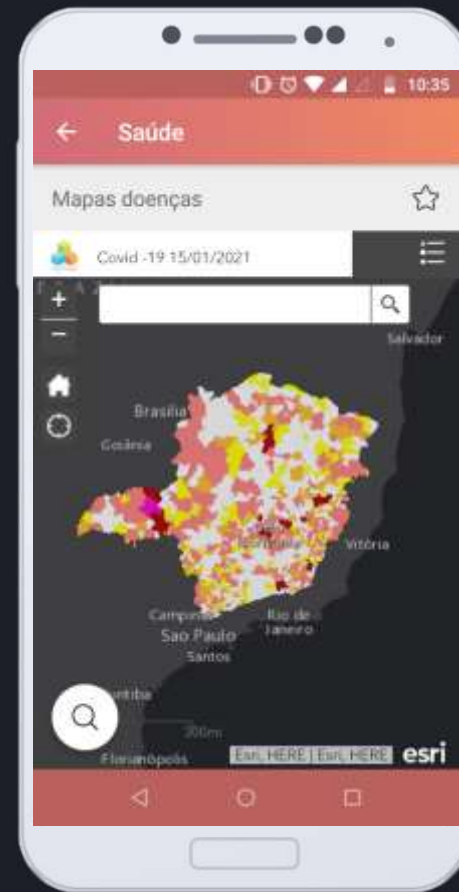 10:35
Saúde
Mapas doenças
Covid -19 15/01/2021
+
−
Salvador
Brasília
Goiânia
Vitória
Campinas
Rio de
Janeiro
Sao Paulo
Santos
200mi
Florianópolis
Esri, HERE | Esri, HERE
esri